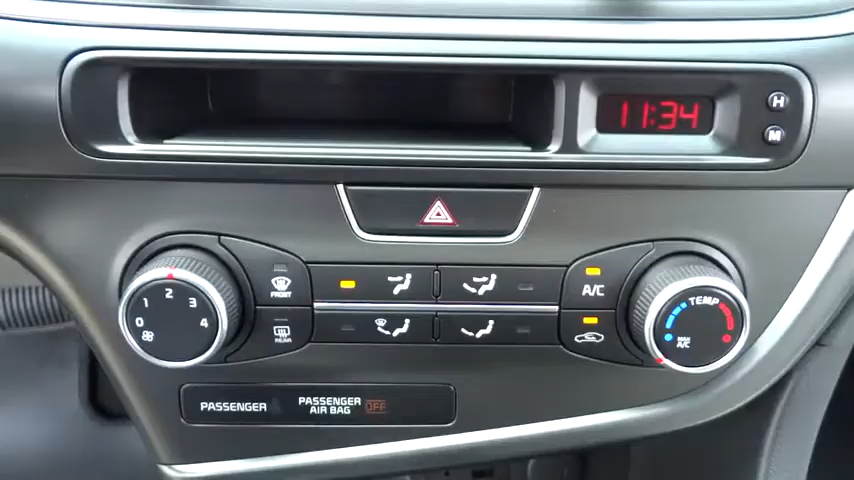 11:34
H
M
FRONT
A/C
REAR
0 1 2 3 4
TEMP
MAX
A/C
PASSENGER
PASSENGER
AIR BAG OFF